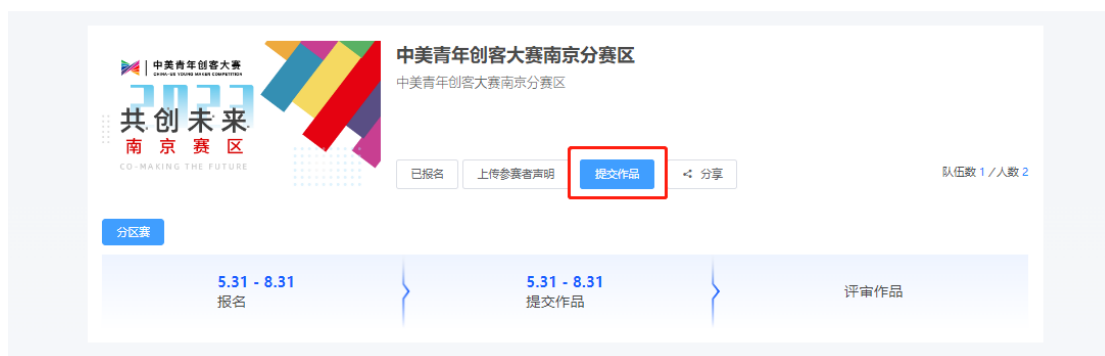 中美青年创客大赛
CHINA-US YOUNG MAKER COMPETITION
2023
共创未来
南京赛区
CO-MAKING THE FUTURE
中美青年创客大赛南京分赛区
中美青年创客大赛南京分赛区
已报名 上传参赛者声明 提交作品 分享
队伍数 1 / 人数 2
分区赛
5.31 - 8.31
报名
5.31 - 8.31
提交作品
评审作品